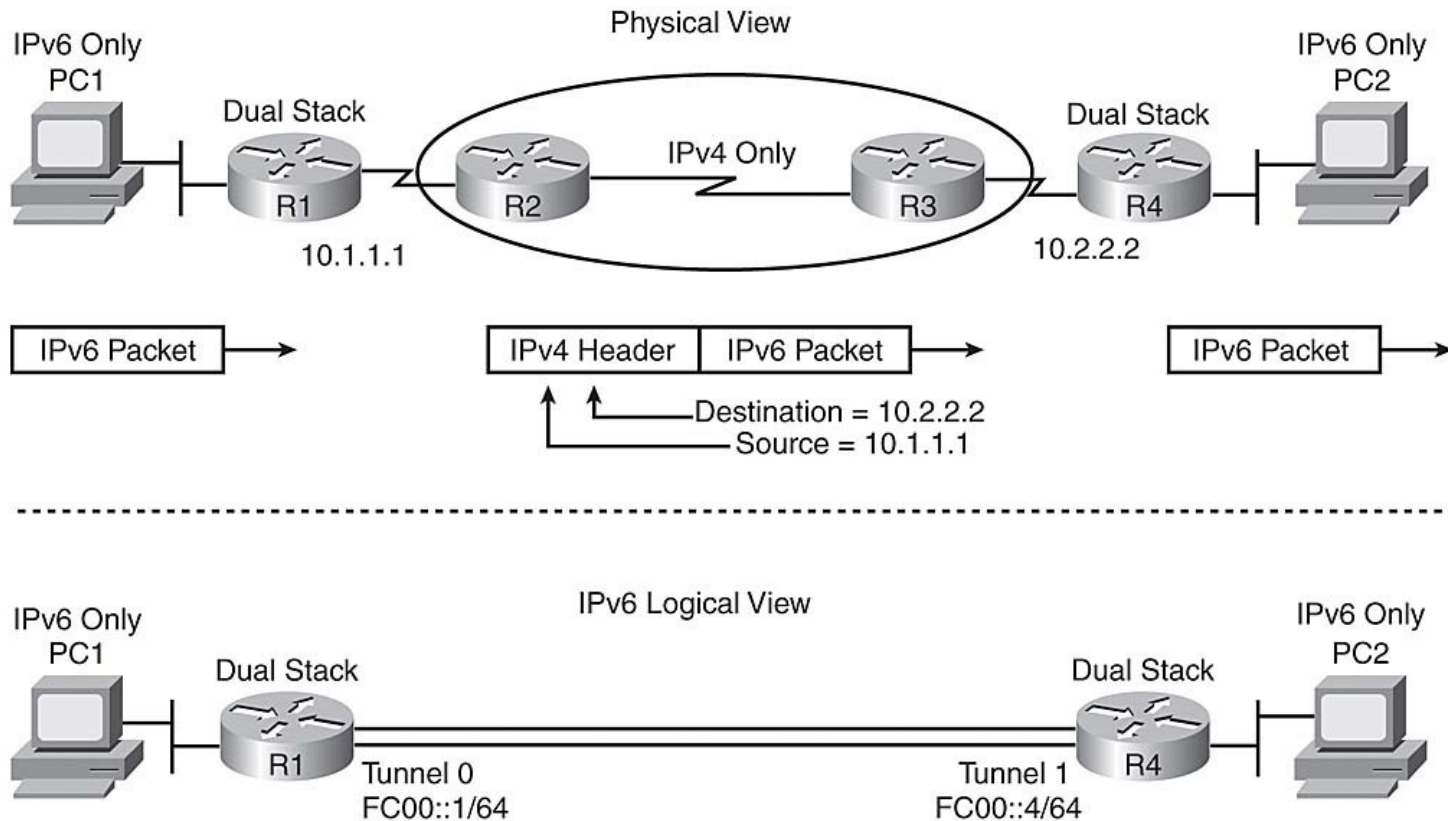 Physical View
IPv6 Only
PC1
IPv6 Only
PC2
Dual Stack
Dual Stack
IPv4 Only
R1
R2
R3
R4
10.1.1.1
10.2.2.2
IPv6 Packet
IPv4 Header
IPv6 Packet
IPv6 Packet
Destination = 10.2.2.2
Source = 10.1.1.1
IPv6 Logical View
IPv6 Only
PC1
IPv6 Only
PC2
Dual Stack
Dual Stack
R1
R4
Tunnel 0
FC00::1/64
Tunnel 1
FC00::4/64